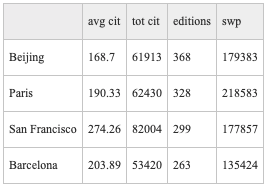 avg cit tot cit editions swp
Beijing 168.7 61913 368 179383
Paris 190.33 62430 328 218583
San Francisco 274.26 82004 299 177857
Barcelona 203.89 53420 263 135424